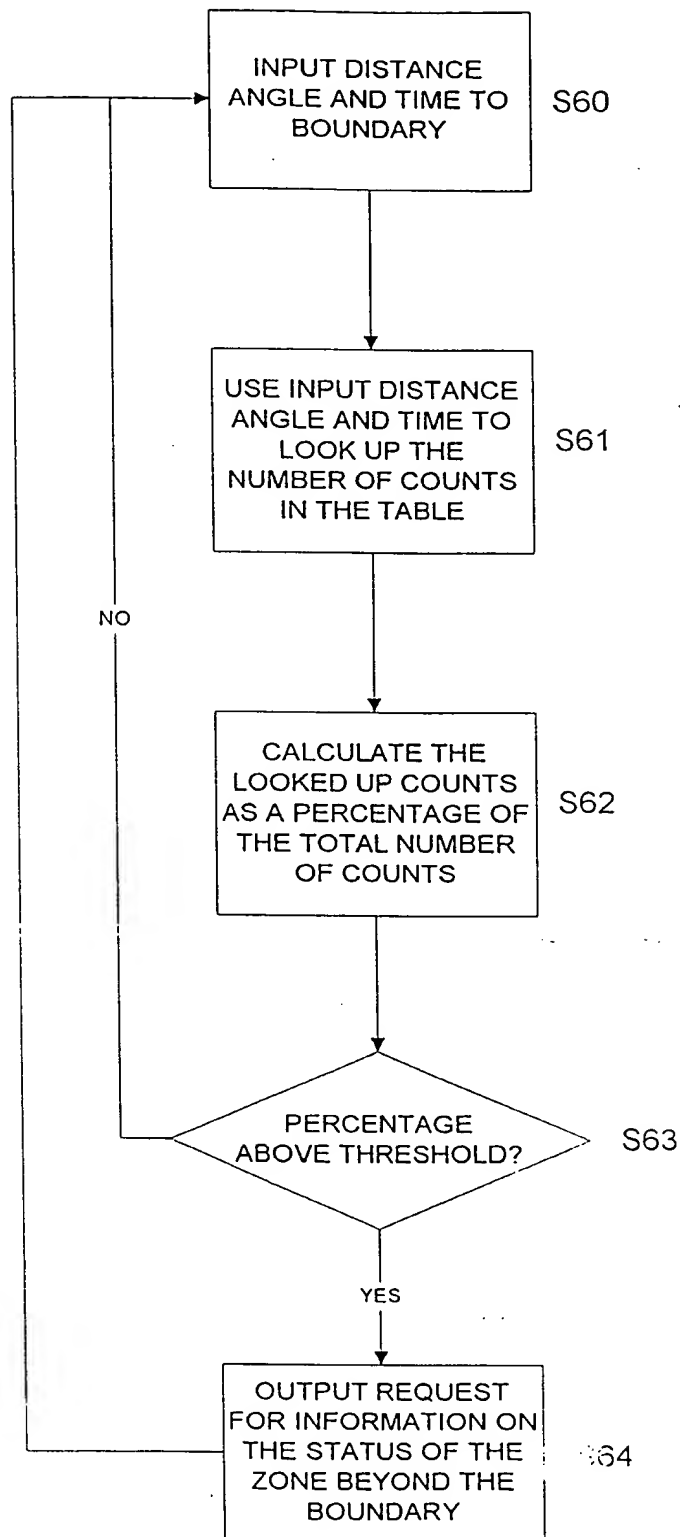 INPUT DISTANCE
ANGLE AND TIME TO
BOUNDARY
S60
USE INPUT DISTANCE
ANGLE AND TIME TO
LOOK UP THE
NUMBER OF COUNTS
IN THE TABLE
S61
NO
CALCULATE THE
LOOKED UP COUNTS
AS A PERCENTAGE OF
THE TOTAL NUMBER
OF COUNTS
S62
PERCENTAGE
ABOVE THRESHOLD?
S63
YES
OUTPUT REQUEST
FOR INFORMATION ON
THE STATUS OF THE
ZONE BEYOND THE
BOUNDARY
S64